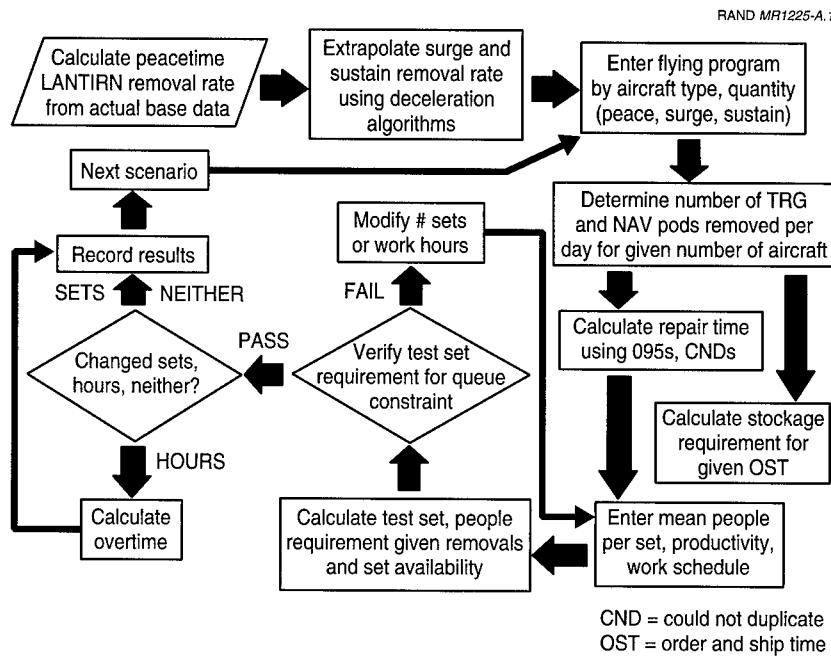 RAND MR1225-A.1
Calculate peacetime
LANTIRN removal rate
from actual base data
Extrapolate surge and
sustain removal rate
using deceleration
algorithms
Enter flying program
by aircraft type, quantity
(peace, surge, sustain)
Next scenario
Determine number of TRG
and NAV pods removed per
day for given number of aircraft
Modify # sets
or work hours
Record results
SETS
NEITHER
FAIL
Calculate repair time
using 095s, CNDs
PASS
Changed sets,
hours, neither?
Verify test set
requirement for queue
constraint
Calculate stockage
requirement for
given OST
HOURS
Calculate
overtime
Calculate test set, people
requirement given removals
and set availability
Enter mean people
per set, productivity,
work schedule
CND = could not duplicate
OST = order and ship time